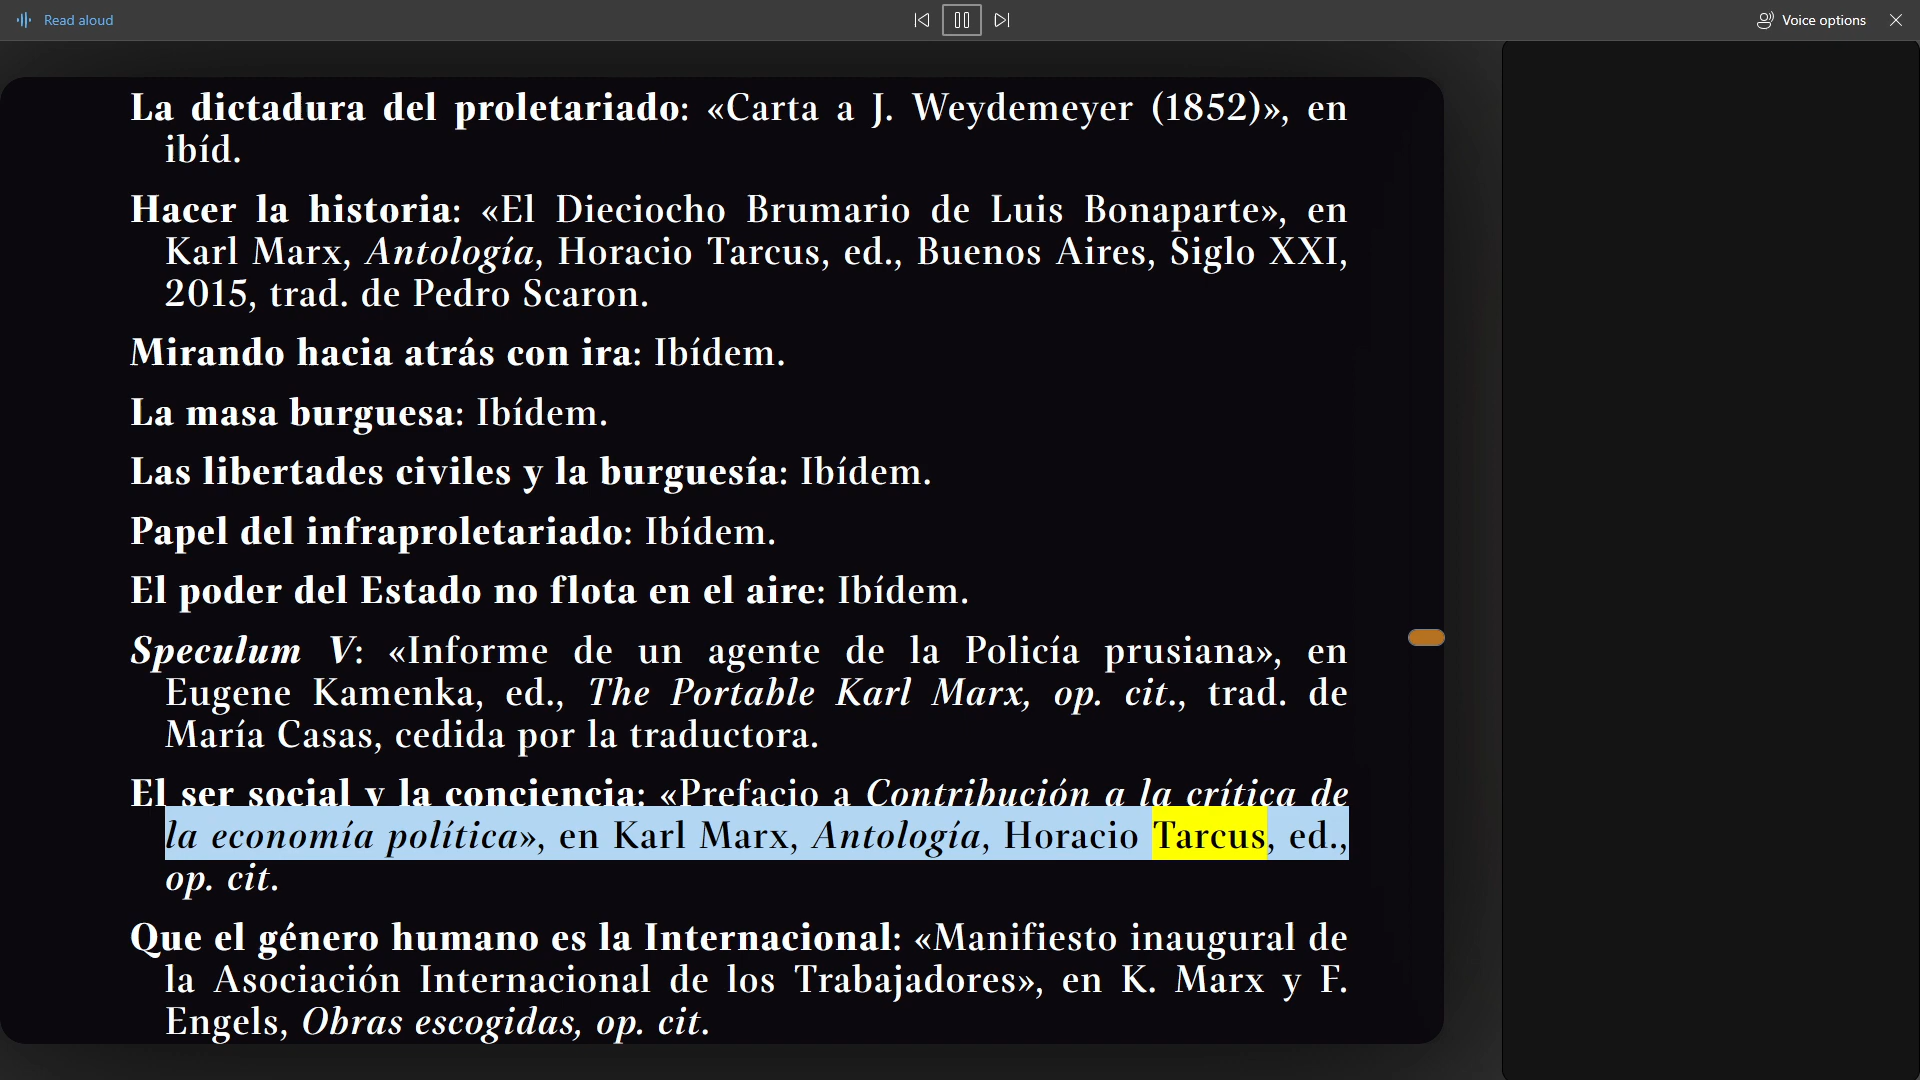 Read aloud
Voice options
La dictadura del proletariado: «Carta a J. Weydemeyer (1852)», en
ibíd.
Hacer la historia: «El Dieciocho Brumario de Luis Bonaparte», en
Karl Marx, Antología, Horacio Tarcus, ed., Buenos Aires, Siglo XXI,
2015, trad. de Pedro Scaron.
Mirando hacia atrás con ira: Ibídem.
La masa burguesa: Ibídem.
Las libertades civiles y la burguesía: Ibídem.
Papel del infraproletariado: Ibídem.
El poder del Estado no flota en el aire: Ibídem.
Speculum V: «Informe de un agente de la Policía prusiana», en
Eugene Kamenka, ed., The Portable Karl Marx, op. cit., trad. de
María Casas, cedida por la traductora.
El ser social y la conciencia: «Prefacio a Contribución a la crítica de
la economía política», en Karl Marx, Antología, Horacio Tarcus, ed.,
op. cit.
Que el género humano es la Internacional: «Manifiesto inaugural de
la Asociación Internacional de los Trabajadores», en K. Marx y F.
Engels, Obras escogidas, op. cit.